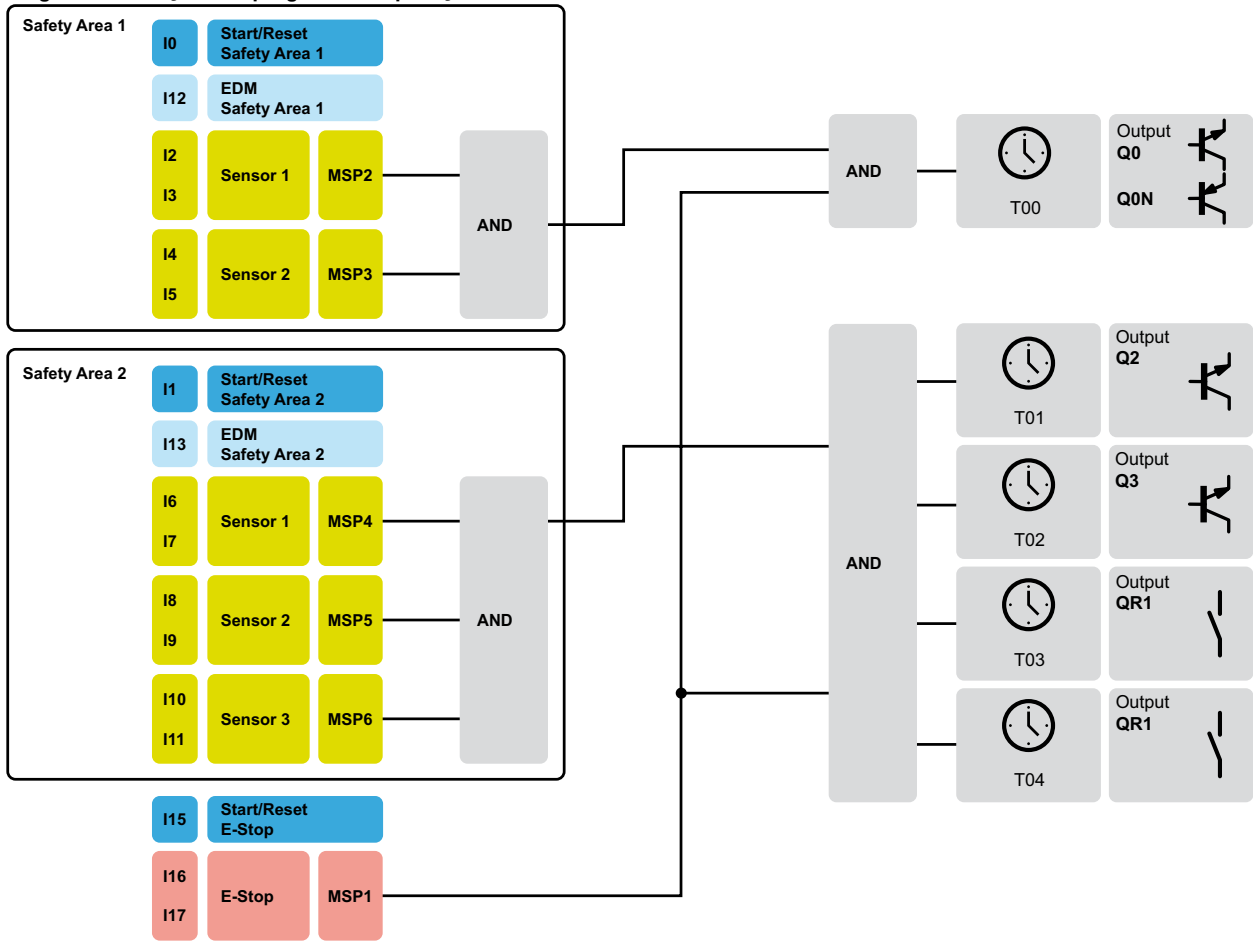 Safety Area 1
I0
Start/Reset
Safety Area 1
I12
EDM
Safety Area 1
I2
I3
Sensor 1
MSP2
I4
I5
Sensor 2
MSP3
AND
AND
T00
Output
Q0
Q0N
Safety Area 2
I1
Start/Reset
Safety Area 2
I13
EDM
Safety Area 2
I6
I7
Sensor 1
MSP4
I8
I9
Sensor 2
MSP5
I10
I11
Sensor 3
MSP6
AND
AND
T01
Output
Q2
T02
Output
Q3
T03
Output
QR1
T04
Output
QR1
I15
Start/Reset
E-Stop
I16
I17
E-Stop
MSP1